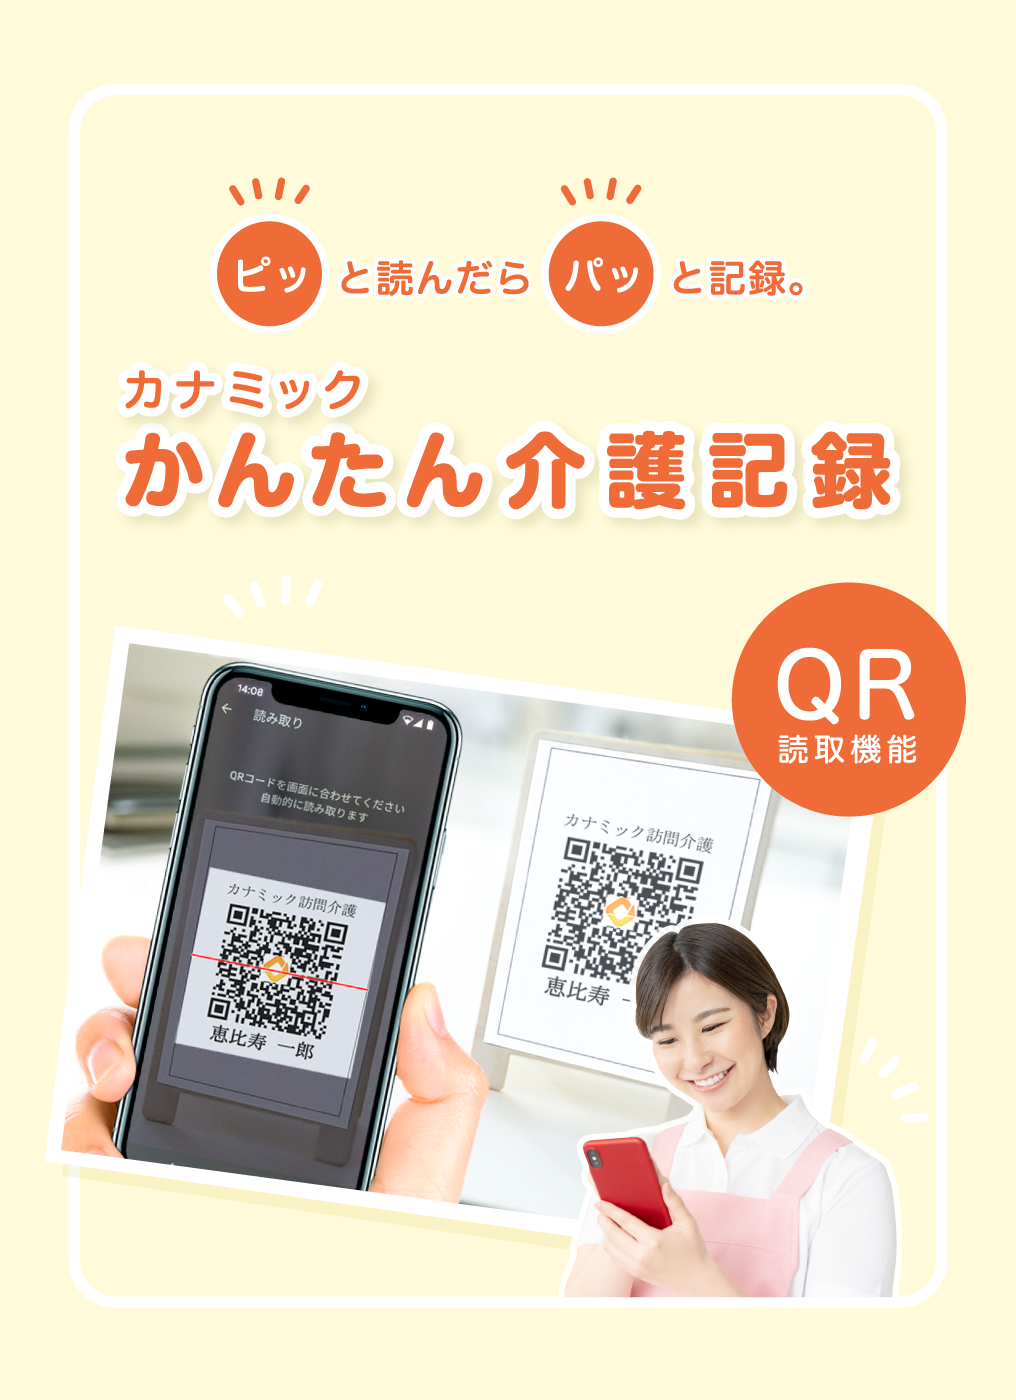 ピッと読んだらパッと記録。
カナミック
かんたん介護記録
QR
読取機能
14:08
← 読み取り
QRコードを画面に合わせてください
自動的に読み取ります
カナミック訪問介護
恵比寿 一郎
カナミック訪問介護
恵比寿 一